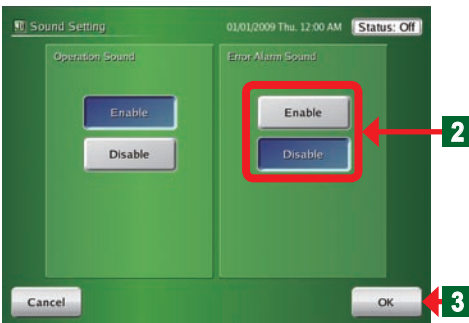 Sound Setting 01/01/2009 Thu. 12:00 AM Status: Off
Operation Sound Error Alarm Sound
Enable Enable
2
Disable Disable
Cancel OK 3